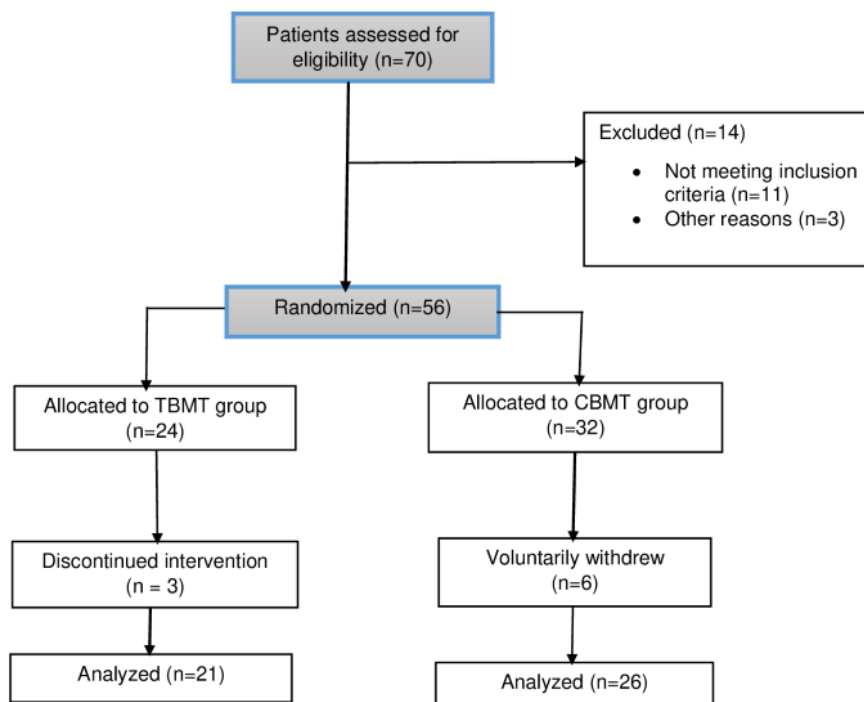 Patients assessed for
eligibility (n=70)
Excluded (n=14)
• Not meeting inclusion
criteria (n=11)
• Other reasons (n=3)
Randomized (n=56)
Allocated to TBMT group
(n=24)
Allocated to CBMT group
(n=32)
Discontinued intervention
(n = 3)
Voluntarily withdrew
(n=6)
Analyzed (n=21)
Analyzed (n=26)